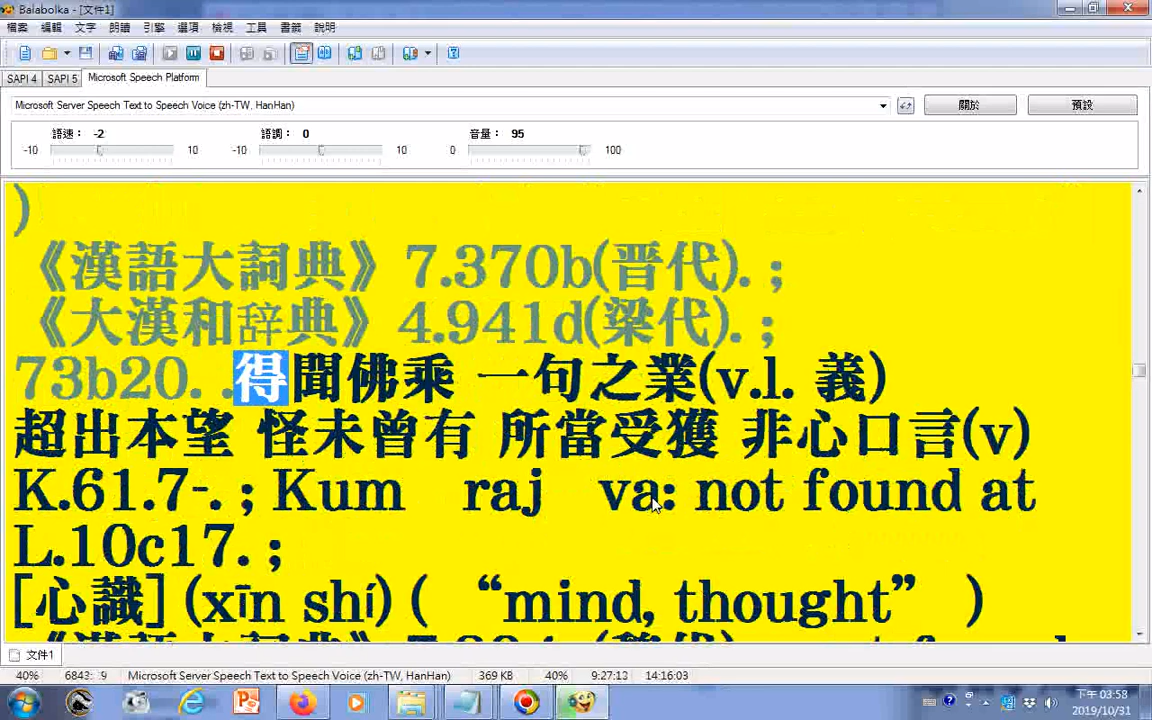 Balabolka - [文件1]
檔案 編輯 文字 朗讀 引擎 選項 檢視 工具 書籤 說明
SAPI 4 SAPI 5 Microsoft Speech Platform
Microsoft Server Speech Text to Speech Voice (zh-TW, HanHan) 關於 預設
語速： -2 語調： 0 音量： 95
-10 10 -10 10 0 100
)
《漢語大詞典》 7.370b(晋代). ;
《大漢和辞典》 4.941d(梁代). ;
73b20. .得聞佛乘 一句之業(v.l. 義)
超出本望 怪未曾有 所當受獲 非心口言(v)
K.61.7-. ; Kum raj va: not found at
L.10c17. ;
[心識] (xīn shí) ( “mind, thought” )
文件1
40% 6843: 9 Microsoft Server Speech Text to Speech Voice (zh-TW, HanHan) 369 KB 40% 9:27:13 14:16:03
下午 03:58
2019/10/31